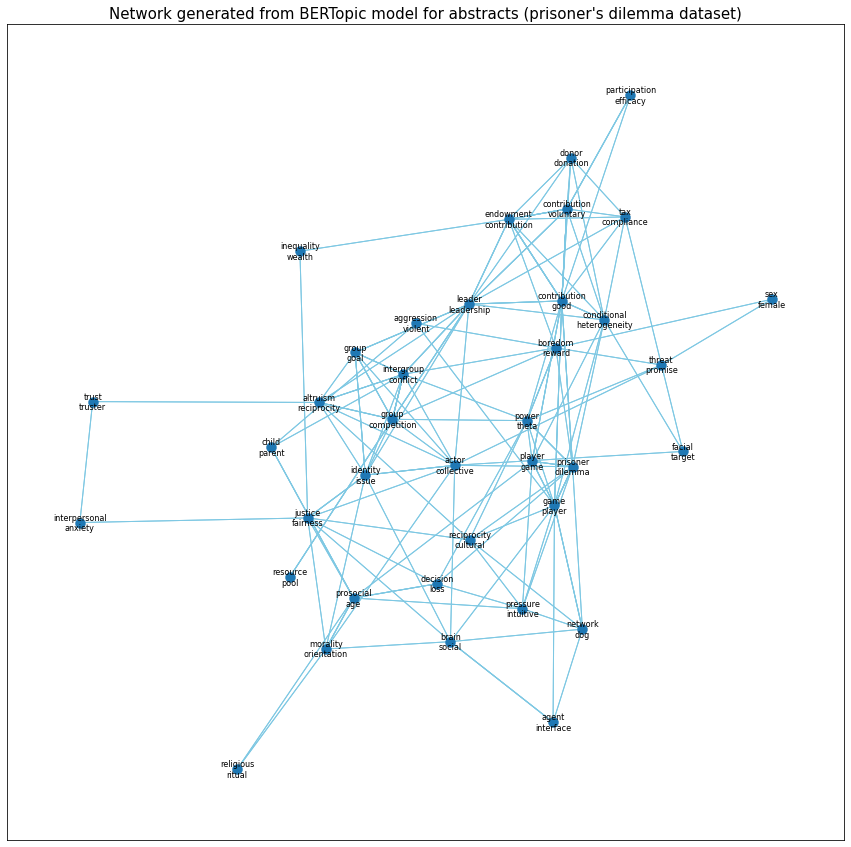 Network generated from BERTopic model for abstracts (prisoner's dilemma dataset)
participation
efficacy
donor
donation
contribution
voluntary
endowment
contribution
tax
compliance
inequality
wealth
sex
female
leader
leadership
contribution
good
conditional
heterogeneity
aggression
violent
boredom
reward
group
goal
threat
promise
intergroup
conflict
trust
truster
altruism
reciprocity
group
competition
power
theta
child
parent
facial
target
actor
collective
player
game
prisoner
dilemma
identity
issue
game
player
interpersonal
anxiety
justice
fairness
reciprocity
cultural
resource
pool
decision
loss
prosocial
age
pressure
intuitive
network
dbg
brain
social
morality
orientation
agent
interface
religious
ritual